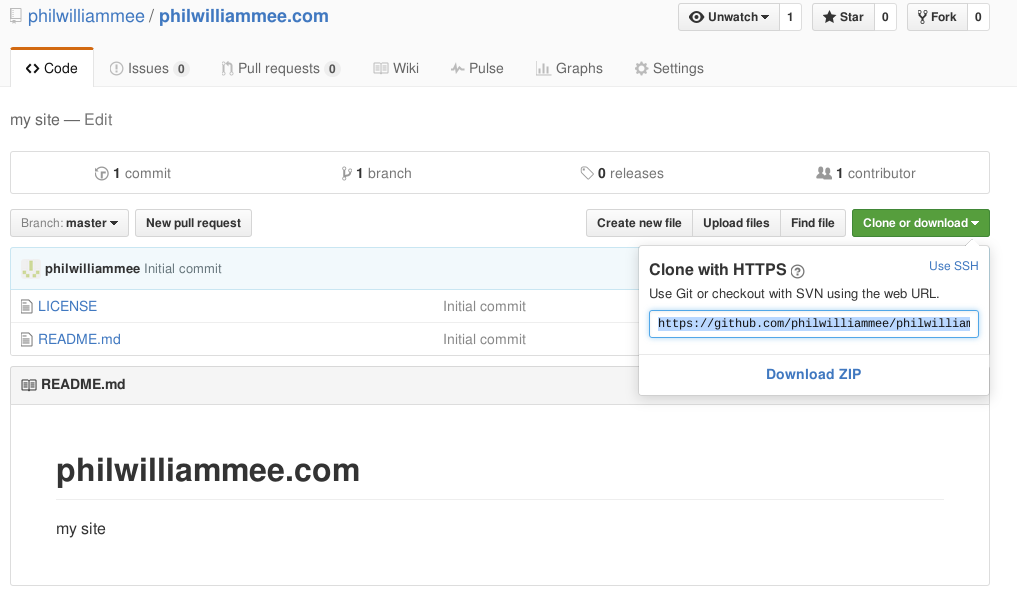 philwilliammee / philwilliammee.com
Unwatch 1 Star 0 Fork 0
Code Issues 0 Pull requests 0 Wiki Pulse Graphs Settings
my site — Edit
1 commit 1 branch 0 releases 1 contributor
Branch: master New pull request Create new file Upload files Find file Clone or download
philwilliammee Initial commit
Clone with HTTPS ? Use SSH
Use Git or checkout with SVN using the web URL.
LICENSE Initial commit
https://github.com/philwilliammee/philwilliam
README.md Initial commit
Download ZIP
README.md
philwilliammee.com
my site